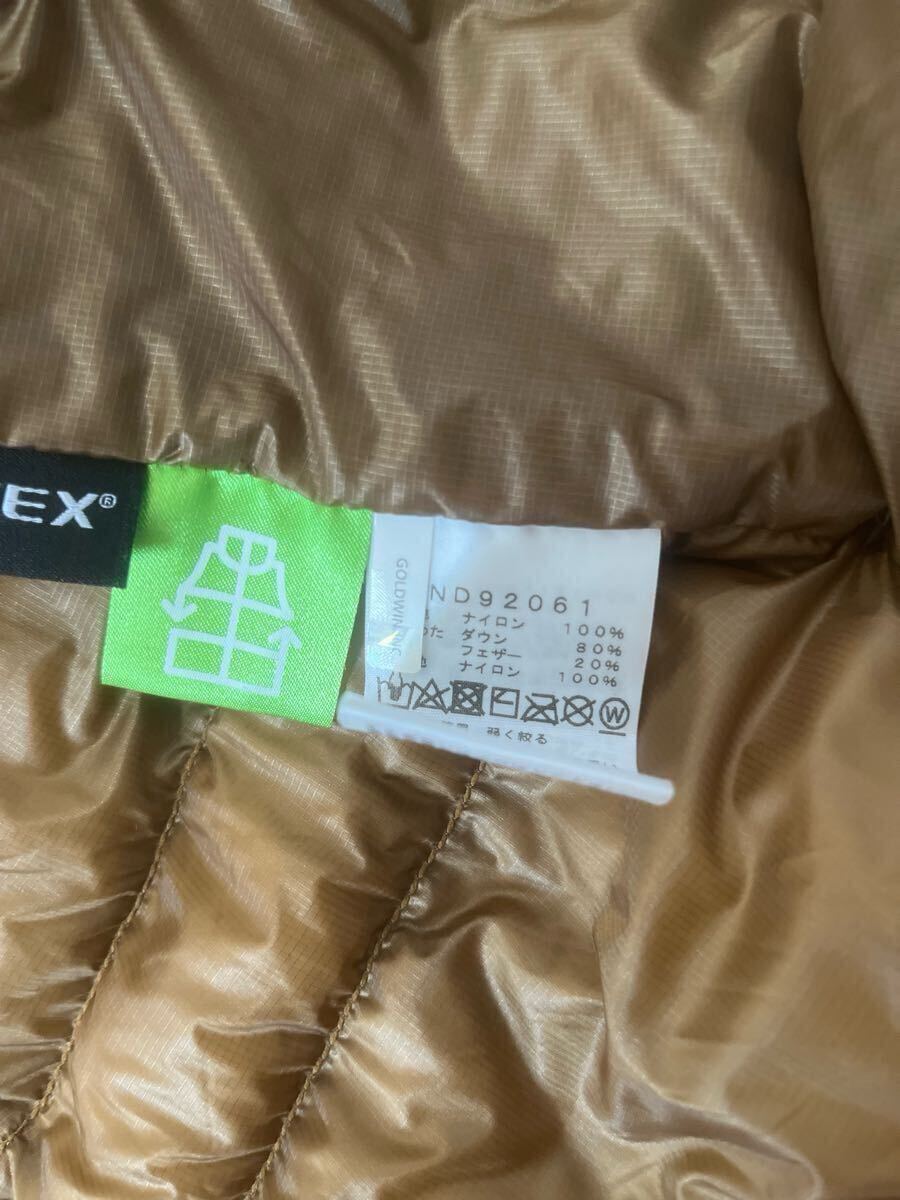 EX®
GOLDWIN INC.
ND92061
ナイロン 100%
ダウン 80%
フェザー 20%
ナイロン 100%
W
弱く絞る